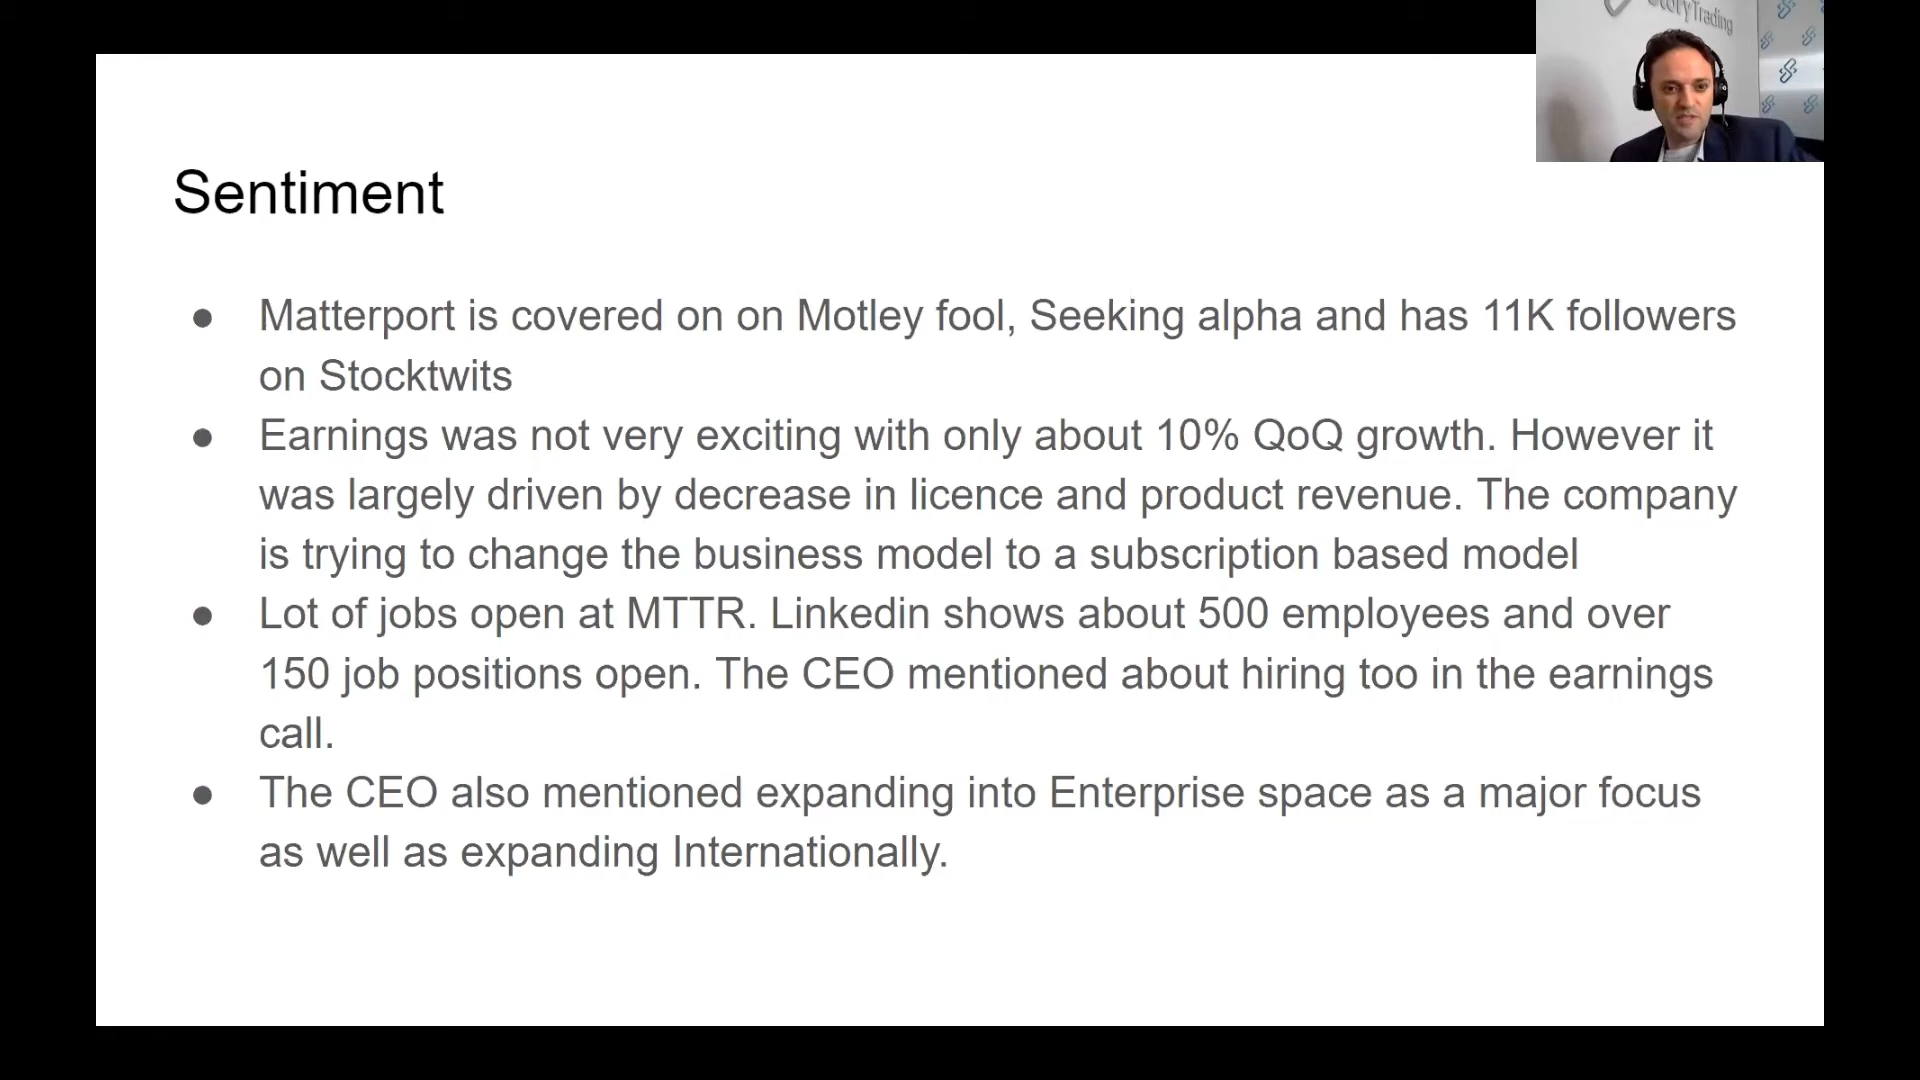 StoryTrading
Sentiment
● Matterport is covered on on Motley fool, Seeking alpha and has 11K followers
on Stocktwits
● Earnings was not very exciting with only about 10% QoQ growth. However it
was largely driven by decrease in licence and product revenue. The company
is trying to change the business model to a subscription based model
● Lot of jobs open at MTTR. Linkedin shows about 500 employees and over
150 job positions open. The CEO mentioned about hiring too in the earnings
call.
● The CEO also mentioned expanding into Enterprise space as a major focus
as well as expanding Internationally.